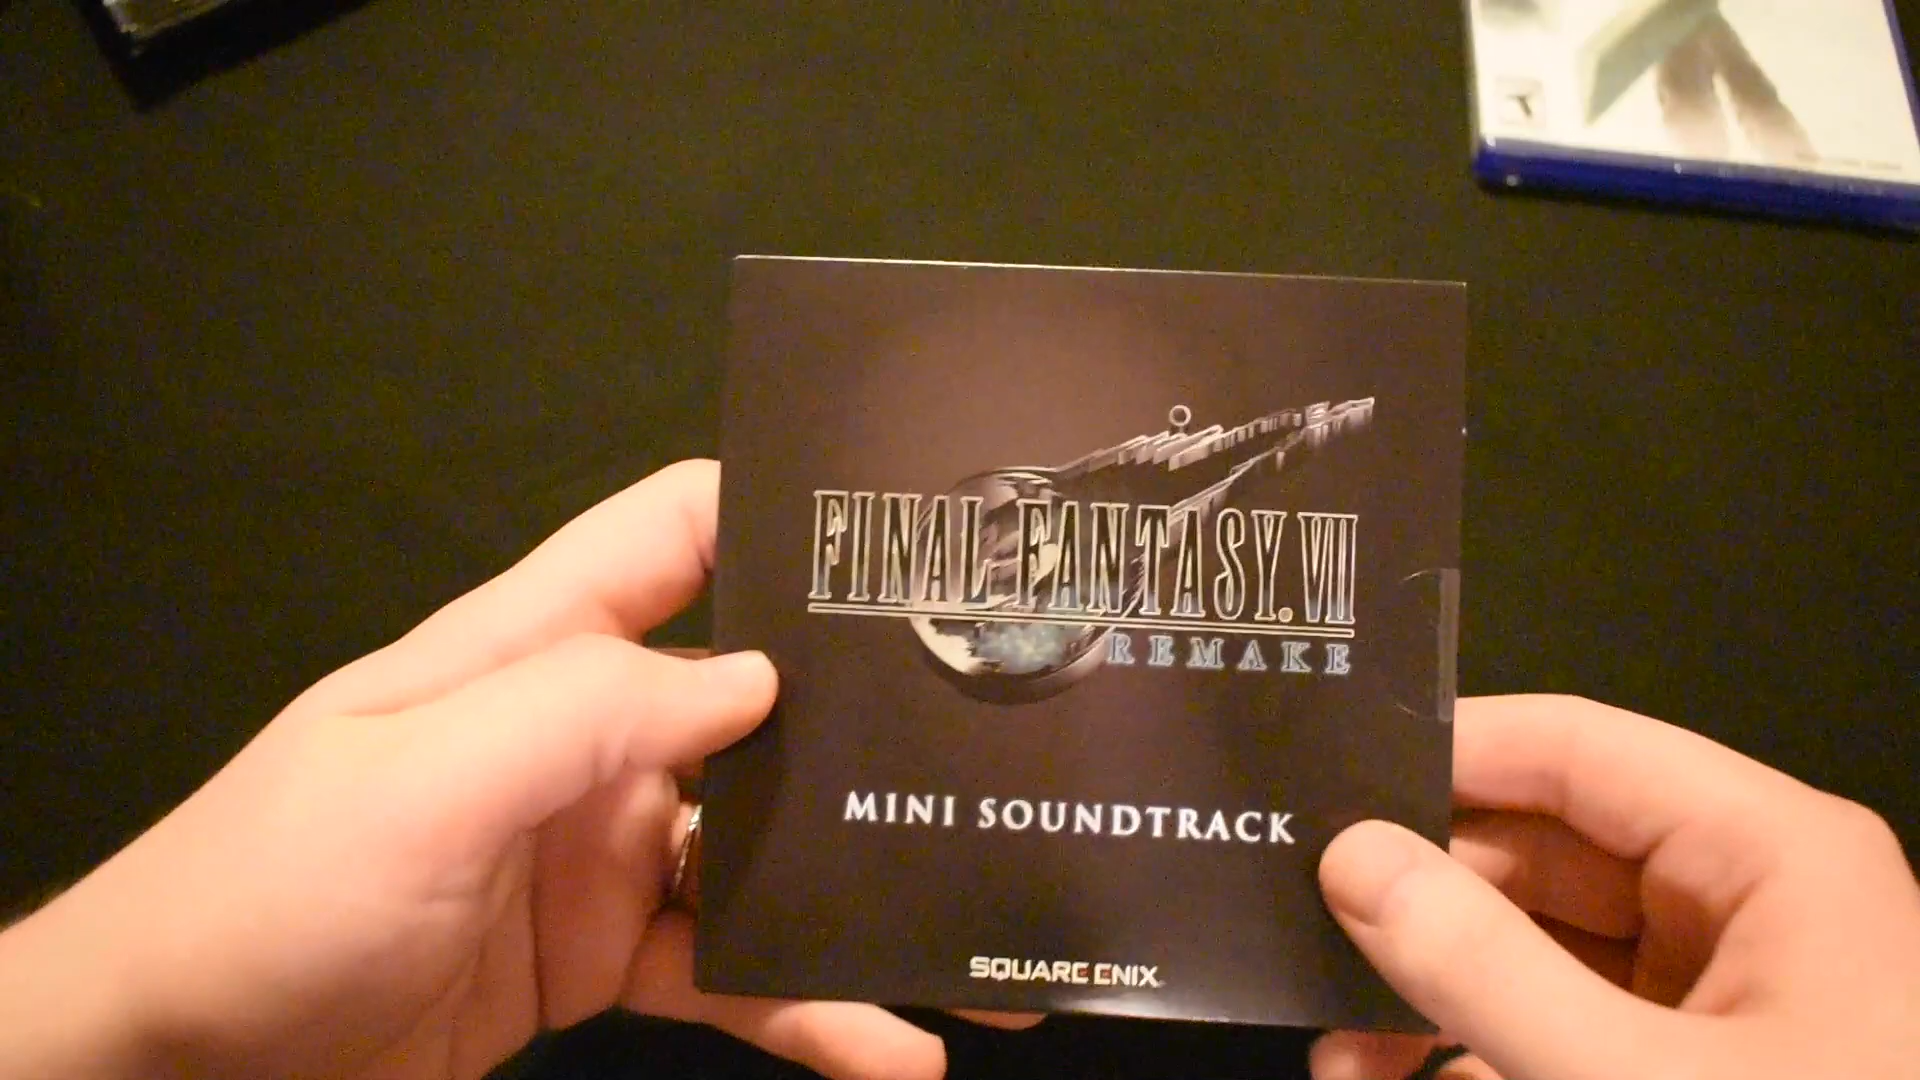 FINAL FANTASY. VII
REMAKE
MINI SOUNDTRACK
SQUARE ENIX
T